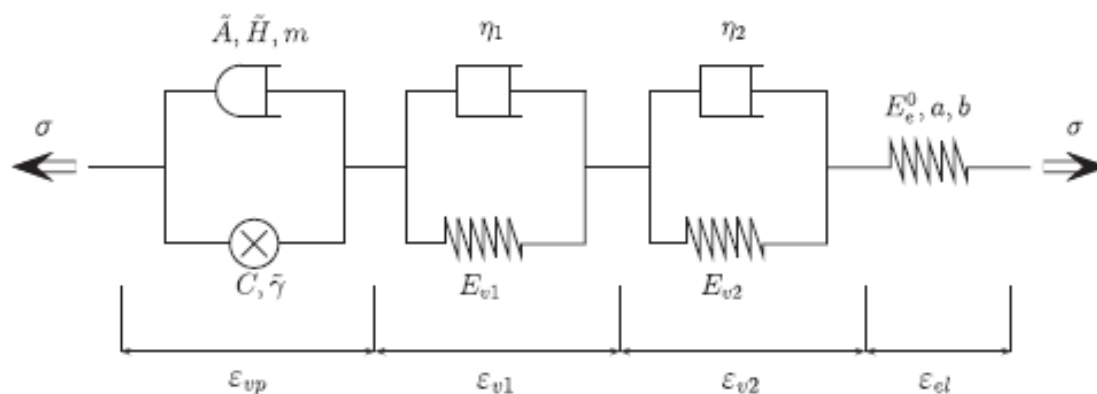 Ã, H̃, m
η₁
η₂
E⁰ₑ, a, b
σ
σ
C, γ̃
Eᵥ₁
Eᵥ₂
εᵥₚ
εᵥ₁
εᵥ₂
εₑₗ